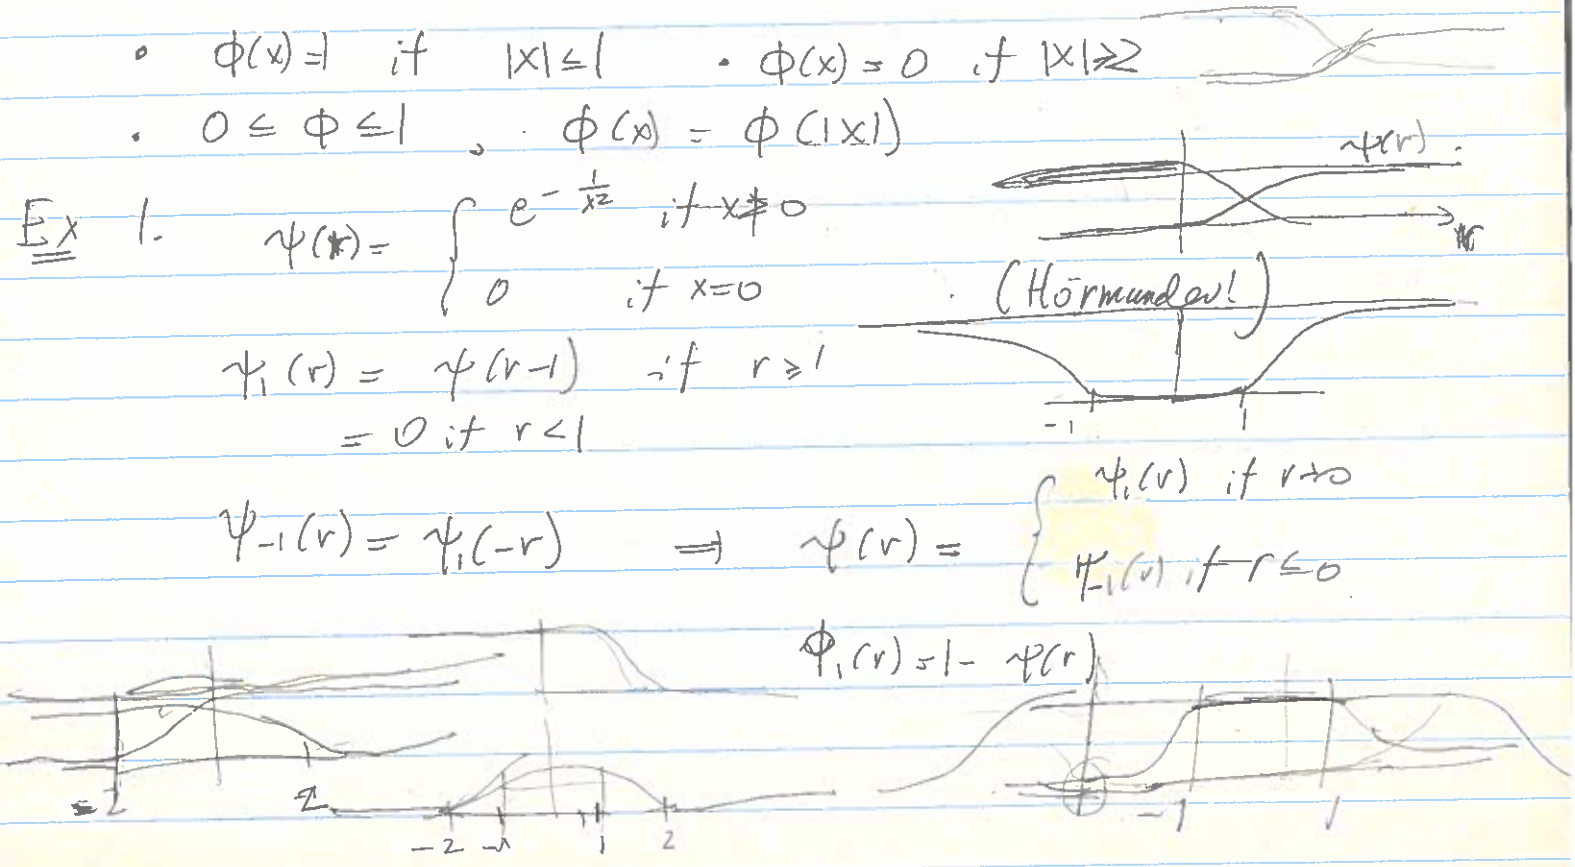 • ϕ(x)=1 if |x|≤1 • ϕ(x)=0 if |x|≥2
• 0≤ϕ≤1, • ϕ(x)=ϕ(|x|)
ψ(r).
Ex 1. ψ(x)= { e^{-1/x²} if x≠0
r
0 if x=0
(Hörmander!)
ψ₁(r) = ψ(r-1) if r≥1
= 0 if r<1
-1 1
ψ₋₁(r) = ψ₁(-r) ⇒ ψ(r) = { ψ₁(r) if r>0
ψ₋₁(r) if r≤0
ϕ₁(r)=1-ψ(r)
2
-2 -1 1 2
-1 1